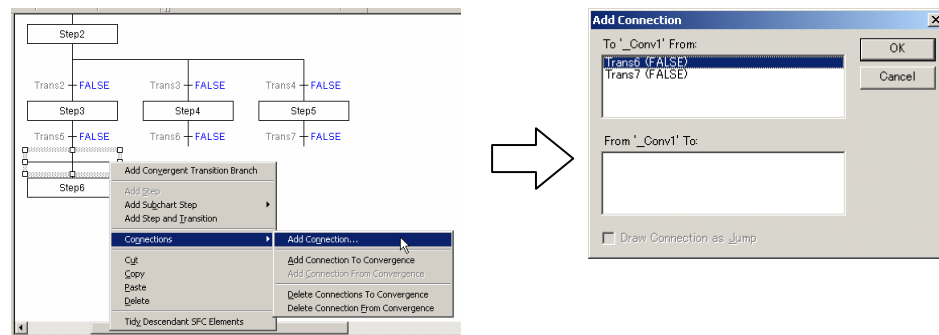 Step2
Trans2 FALSE Trans3 FALSE Trans4 FALSE
Step3 Step4 Step5
Trans5 FALSE Trans6 FALSE Trans7 FALSE
Step6
Add Convergent Transition Branch
Add Step
Add Subchart Step
Add Step and Transition
Connections
Cut
Copy
Paste
Delete
Tidy Descendant SFC Elements
Add Connection...
Add Connection To Convergence
Add Connection From Convergence
Delete Connections To Convergence
Delete Connection From Convergence
Add Connection
To '_Conv1' From:
Trans6 (FALSE)
Trans7 (FALSE)
From '_Conv1' To:
Draw Connection as Jump
OK
Cancel